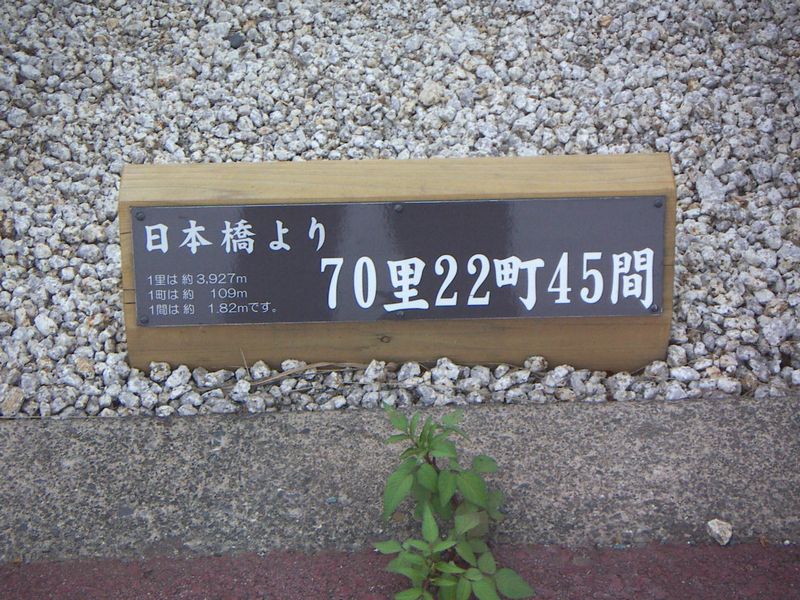 日本橋より
70里22町45間
1里は 約 3,927m
1町は 約 109m
1間は 約 1.82mです。